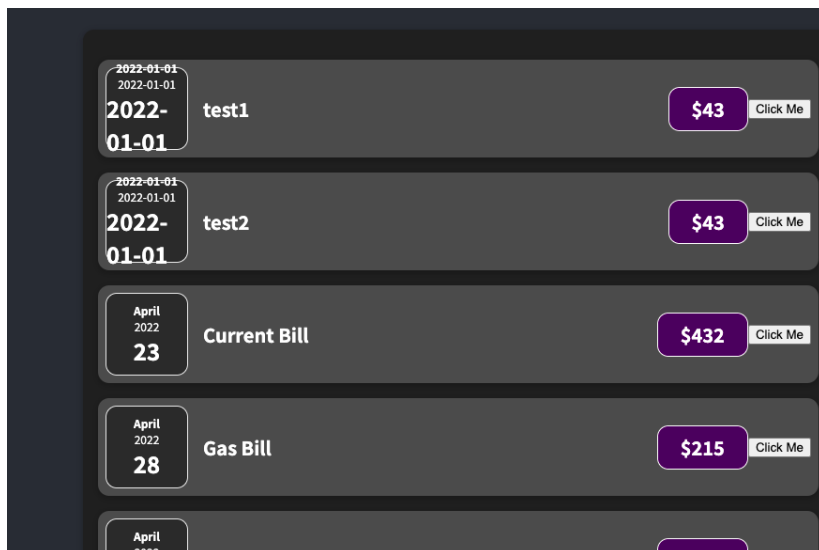 2022-01-01
2022-01-01
2022-
01-01
test1
$43
Click Me
2022-01-01
2022-01-01
2022-
01-01
test2
$43
Click Me
April
2022
23
Current Bill
$432
Click Me
April
2022
28
Gas Bill
$215
Click Me
April